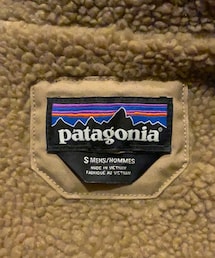 patagonia®
S MENS/HOMMES
MADE IN VIETNAM
FABRIQUÉ AU VIETNAM